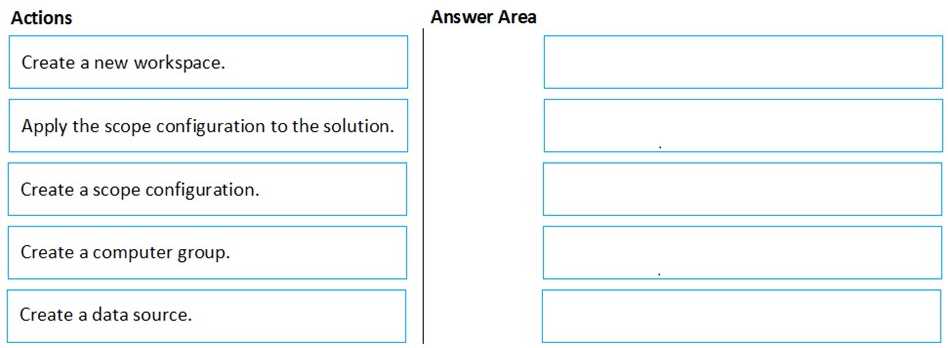 Actions
Answer Area
Create a new workspace.
Apply the scope configuration to the solution.
Create a scope configuration.
Create a computer group.
Create a data source.